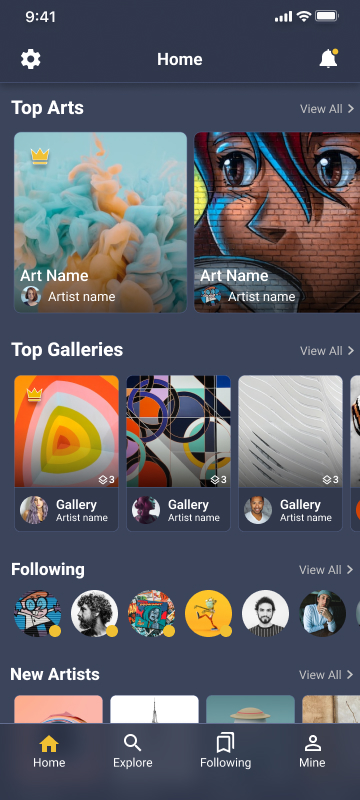 9:41
Home
Top Arts
View All
Art Name
Artist name
Art Name
Artist name
Top Galleries
View All
3
3
3
Gallery
Artist name
Gallery
Artist name
Gallery
Artist name
Following
View All
New Artists
View All
Home
Explore
Following
Mine